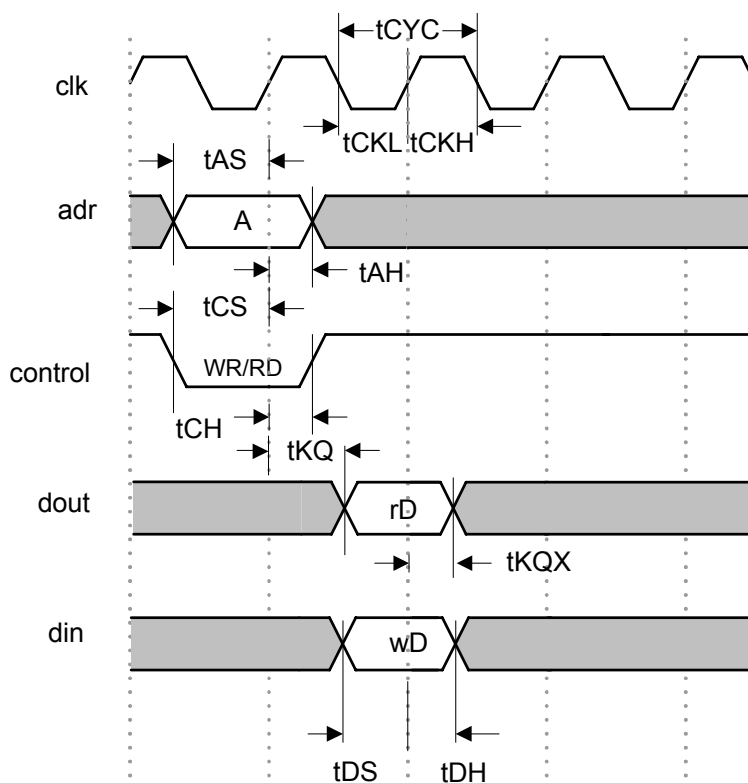 tCYC
clk
tCKL tCKH
tAS
adr
A
tAH
tCS
WR/RD
control
tCH
tKQ
dout
rD
tKQX
din
wD
tDS
tDH